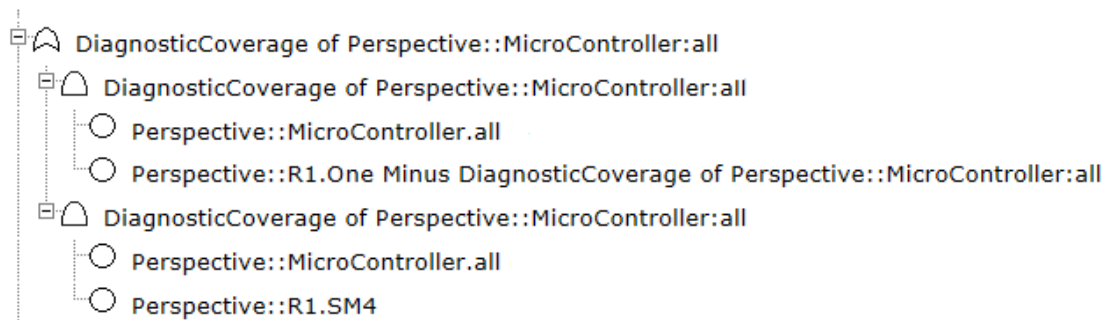 DiagnosticCoverage of Perspective::MicroController:all
DiagnosticCoverage of Perspective::MicroController:all
Perspective::MicroController.all
Perspective::R1.One Minus DiagnosticCoverage of Perspective::MicroController:all
DiagnosticCoverage of Perspective::MicroController:all
Perspective::MicroController.all
Perspective::R1.SM4